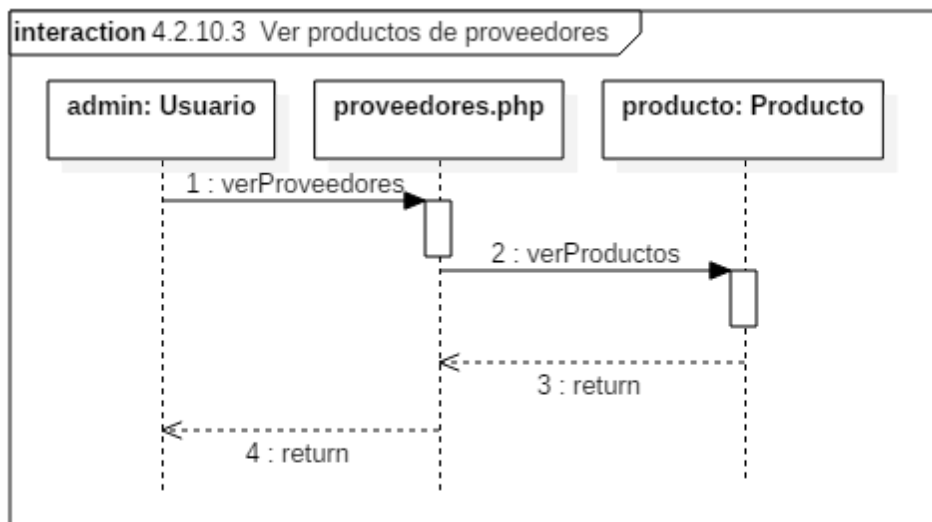 interaction 4.2.10.3 Ver productos de proveedores
admin: Usuario
proveedores.php
producto: Producto
1 : verProveedores
2 : verProductos
3 : return
4 : return